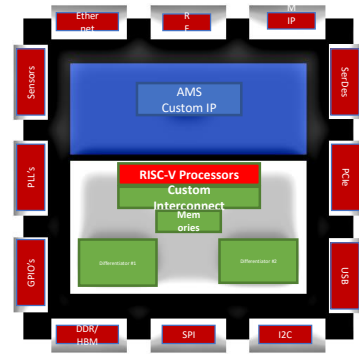 Ether
net
R
F
M
IP
Sensors
SerDes
AMS
Custom IP
PLL's
PCIe
RISC-V Processors
Custom
Interconnect
Mem
ories
GPIO's
USB
Differentiator #1
Differentiator #2
DDR/
HBM
SPI
I2C